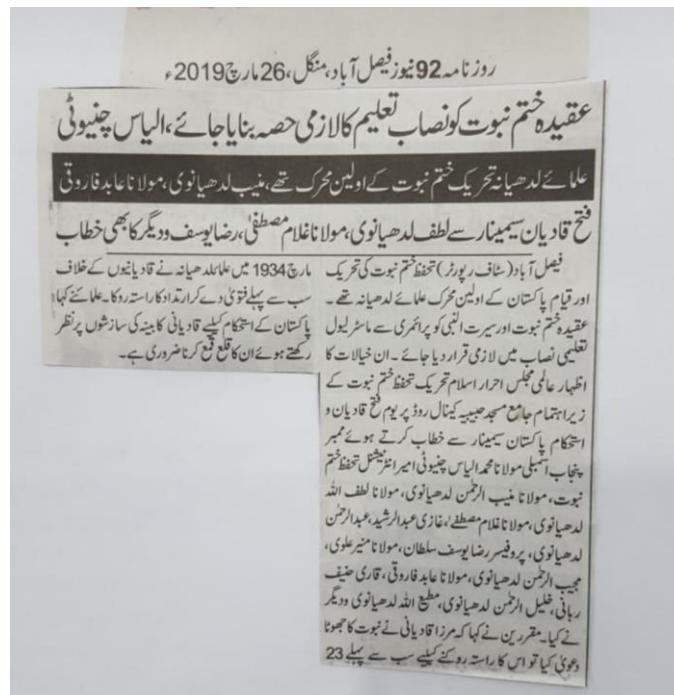 روزنامہ 92 نیوز فیصل آباد، منگل، 26 مارچ 2019ء
عقیدہ ختم نبوت کو نصاب تعلیم کا لازمی حصہ بنایا جائے، الیاس چنیوٹی
علمائے لدھیانہ تحریک ختم نبوت کے اولین محرک تھے، منیب لدھیانوی، مولانا عابد فاروقی
فتح قادیان سیمینار سے لطف لدھیانوی، مولانا غلام مصطفیٰ، رضا یوسف و دیگر کا بھی خطاب
فیصل آباد (سٹاف رپورٹر) تحفظ ختم نبوت کی تحریک
اور قیام پاکستان کے اولین محرک علمائے لدھیانہ تھے۔
عقیدہ ختم نبوت اور سیرت النبی کو پرائمری سے ماسٹر لیول
تعلیمی نصاب میں لازمی قرار دیا جائے۔ ان خیالات کا
اظہار عالمی مجلس احرار اسلام تحریک تحفظ ختم نبوت کے
زیر اہتمام جامع مسجد حبیبیہ کینال روڈ پر یوم فتح قادیان و
استحکام پاکستان سیمینار سے خطاب کرتے ہوئے ممبر
پنجاب اسمبلی مولانا محمد الیاس چنیوٹی امیر انٹرنیشنل تحفظ ختم
نبوت، مولانا منیب الرحمٰن لدھیانوی، مولانا لطف اللہ
لدھیانوی، مولانا غلام مصطفےٰ، غازی عبد الرشید، عبد الرحمٰن
لدھیانوی، پروفیسر رضا یوسف سلطان، مولانا منیر علوی،
مجیب الرحمٰن لدھیانوی، مولانا عابد فاروقی، قاری حنیف
ربانی، خلیل الرحمٰن لدھیانوی، مطیع اللہ لدھیانوی و دیگر
نے کیا۔ مقررین نے کہا کہ مرزا قادیانی نے نبوت کا جھوٹا
دعویٰ کیا تو اس کا راستہ روکنے کیلئے سب سے پہلے 23
مارچ 1934 میں علمائلدھیانہ نے قادیانیوں کے خلاف
سب سے پہلے فتویٰ دے کر ارتداد کا راستہ روکا۔ علمائنے کہا
پاکستان کے استحکام کیلئے قادیانی کابینہ کی سازشوں پر نظر
رکھتے ہوئے ان کا قلع قمع کرنا ضروری ہے۔